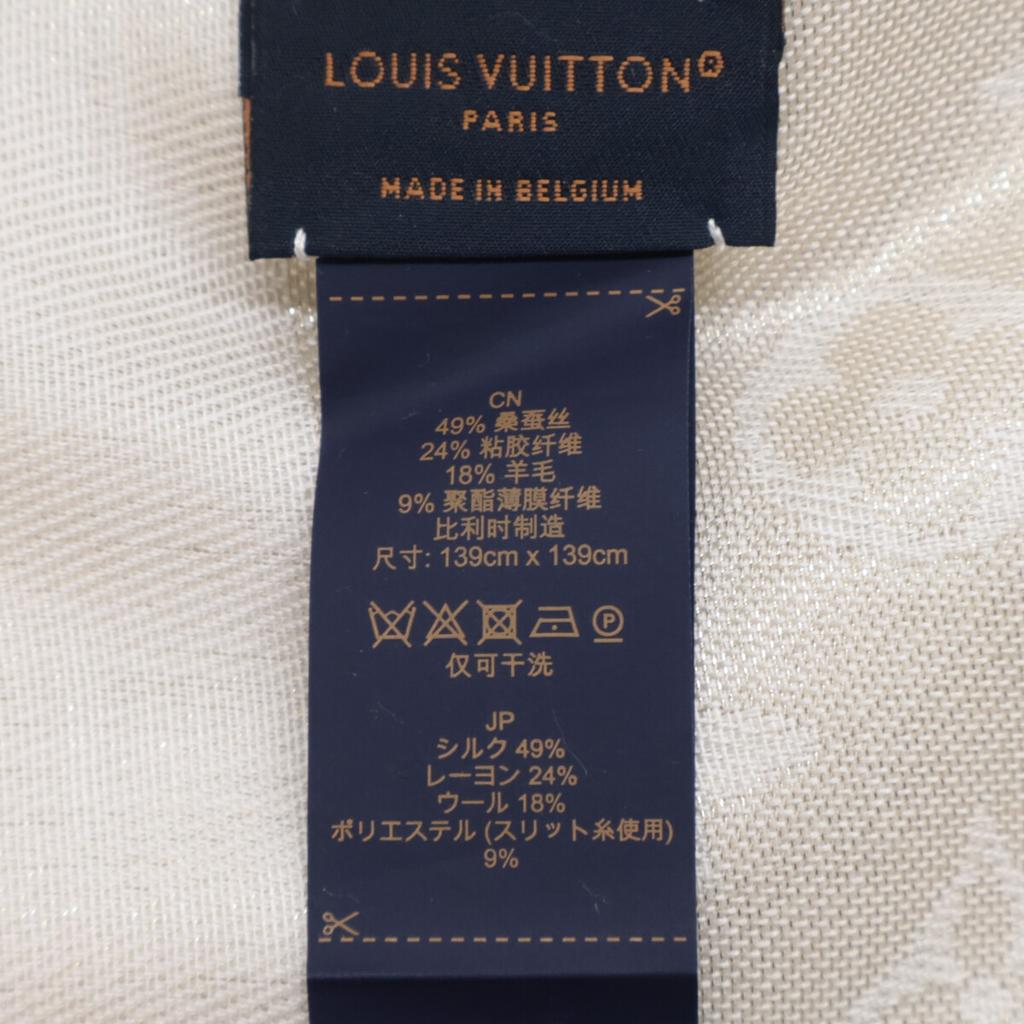 LOUIS VUITTON®
PARIS
MADE IN BELGIUM
CN
49% 桑蚕丝
24% 粘胶纤维
18% 羊毛
9% 聚酯薄膜纤维
比利时制造
尺寸: 139cm x 139cm
P
仅可干洗
JP
シルク 49%
レーヨン 24%
ウール 18%
ポリエステル (スリット糸使用)
9%